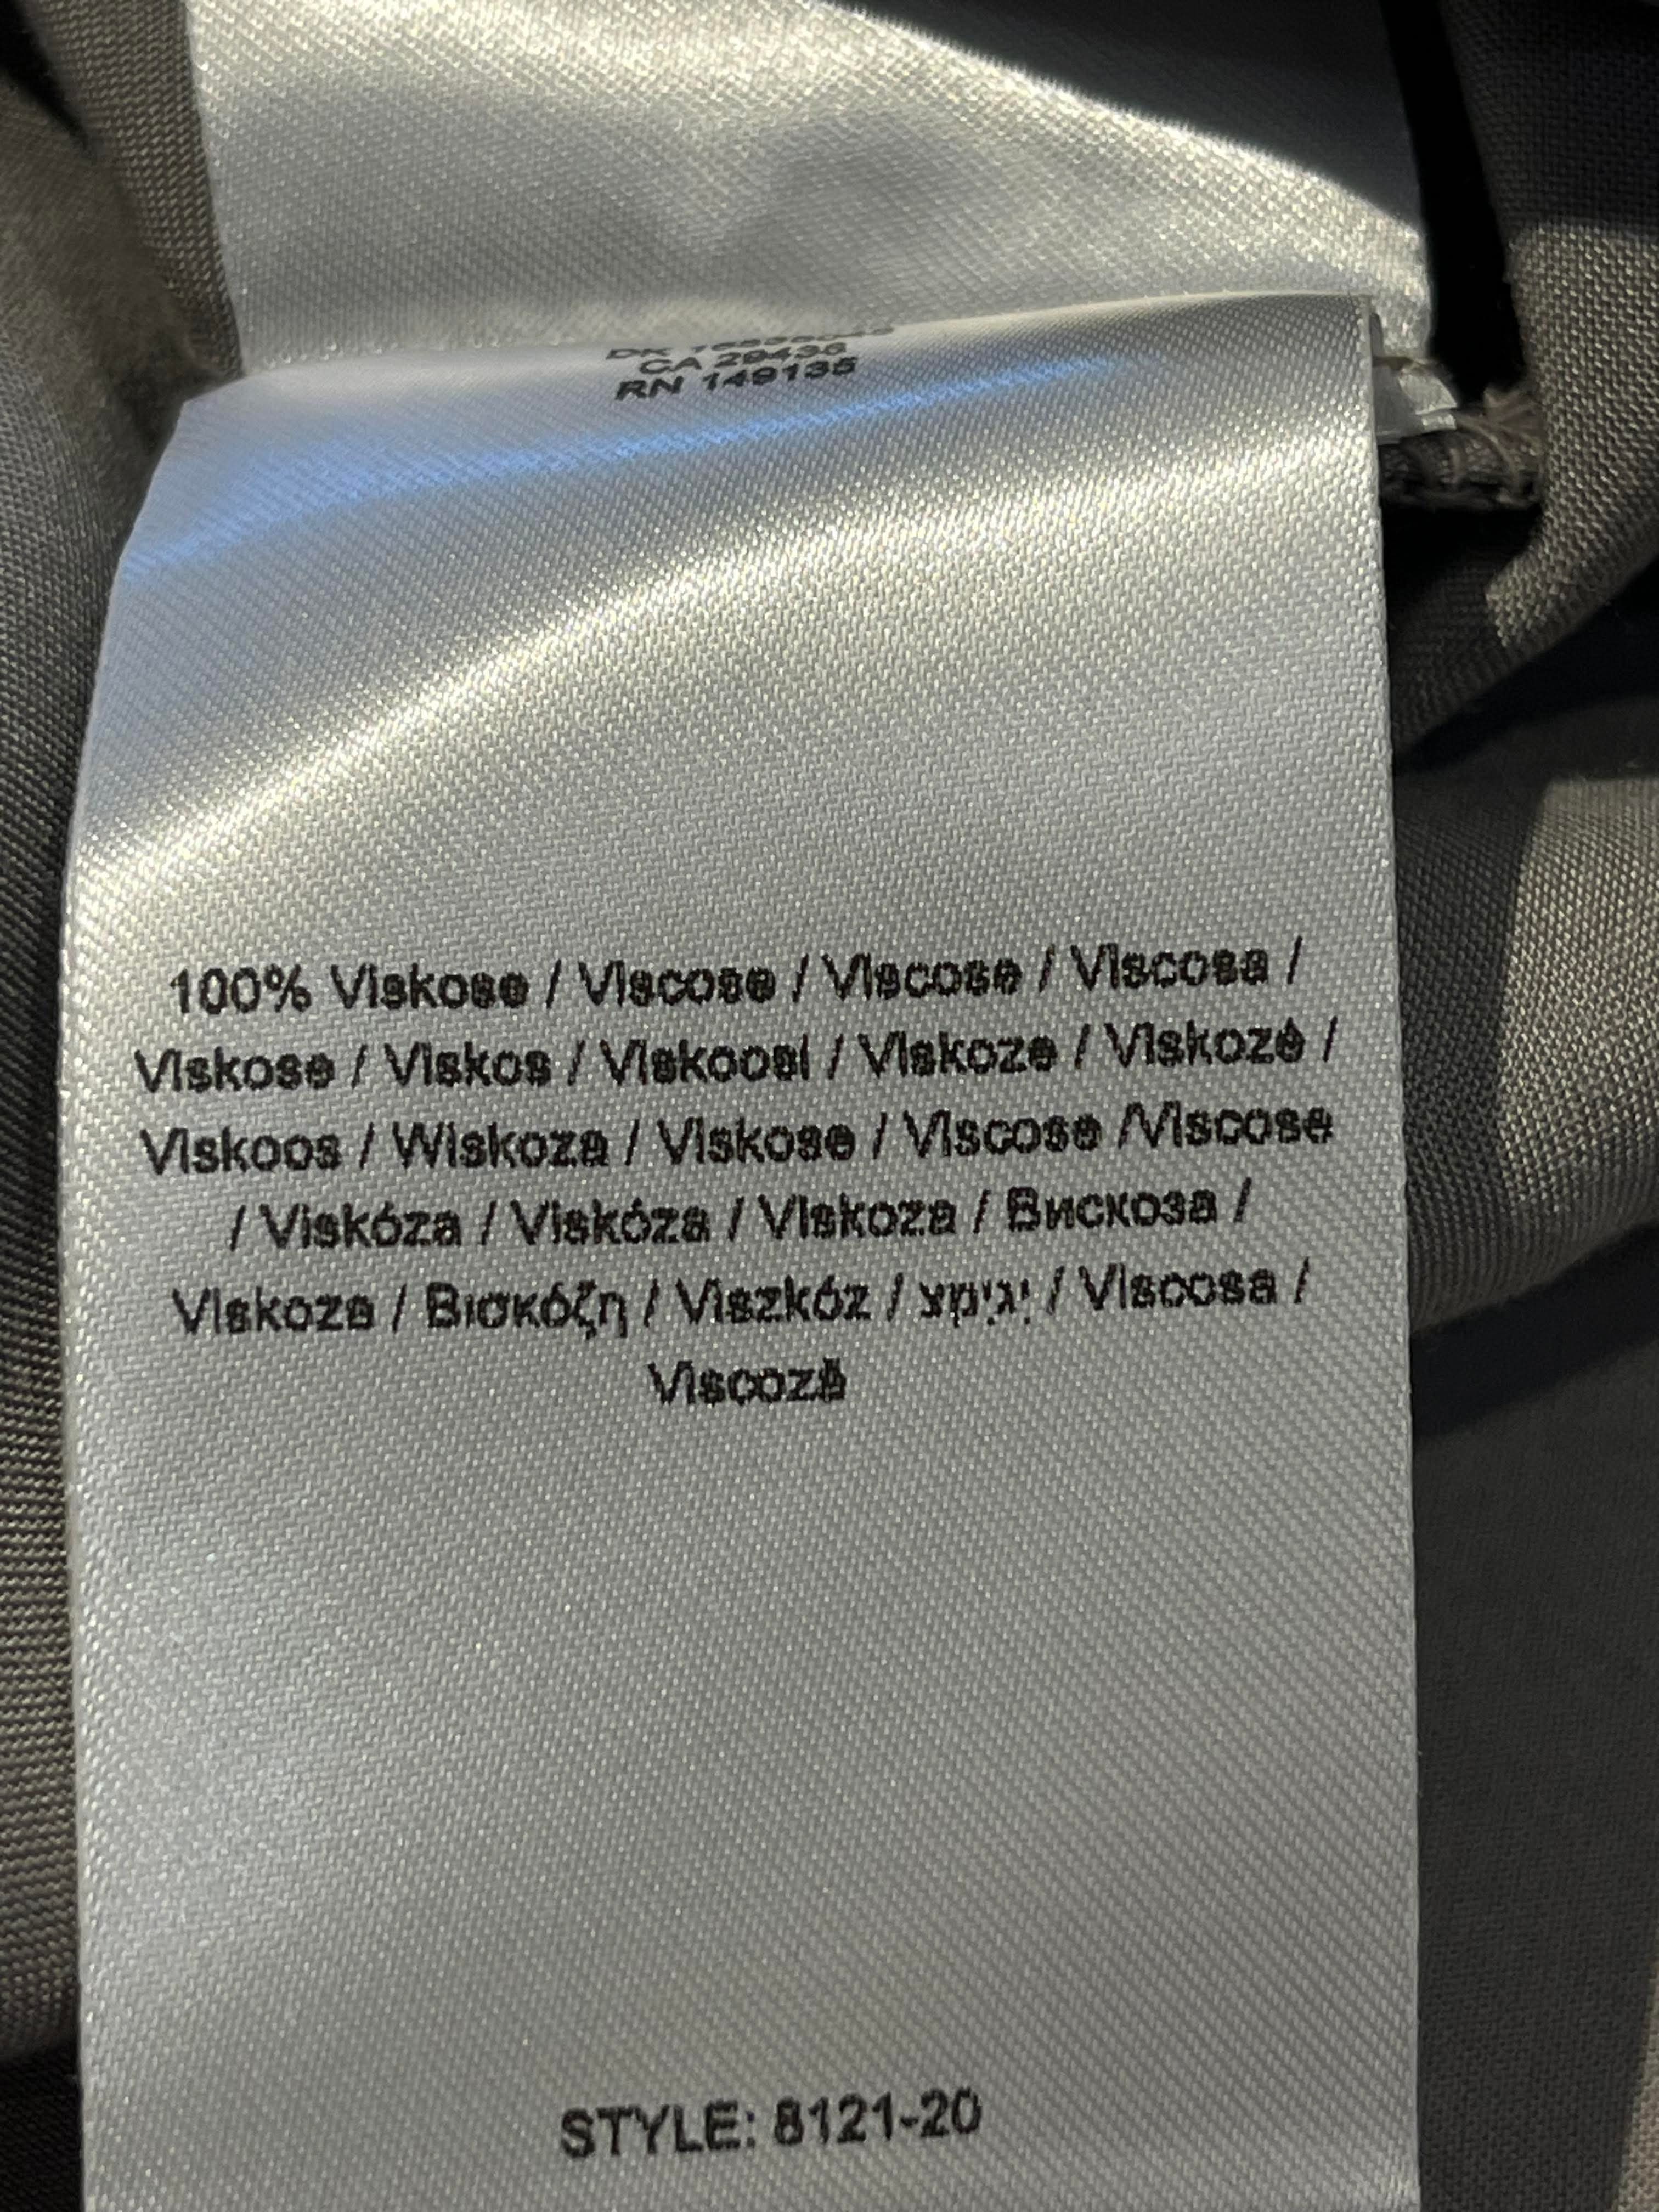 CA 29436
RN 149135
100% Viskose / Viscose / Viscose / Viscosa /
Viskose / Viskos / Viskoosi / Viskoze / Viskozė /
Viskoos / Wiskoza / Viskose / Viscose /Viscose
/ Viskóza / Viskóza / Viskoza / Вискоза /
Viskoza / Βισκόζη / Viszkóz / / Viscosa /
Viscoză
STYLE: 8121-20